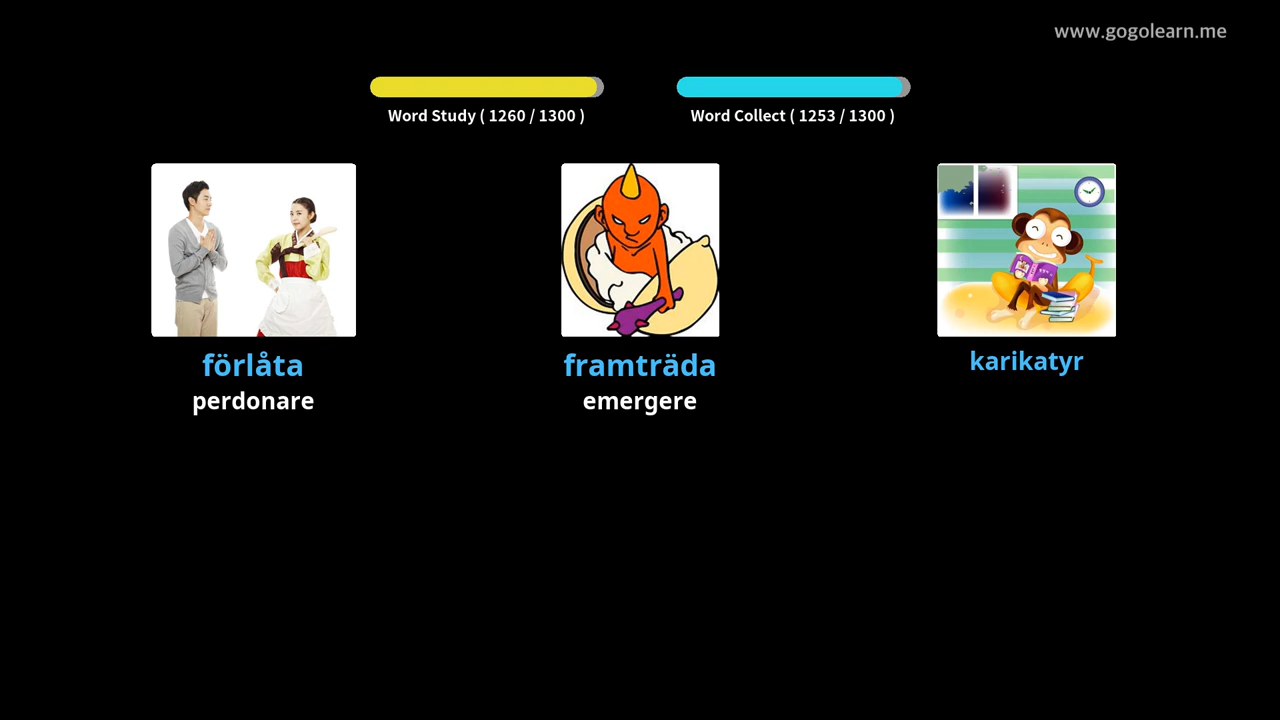 www.gogolearn.me
Word Study ( 1260 / 1300 )
Word Collect ( 1253 / 1300 )
förlåta
perdonare
framträda
emergere
karikatyr